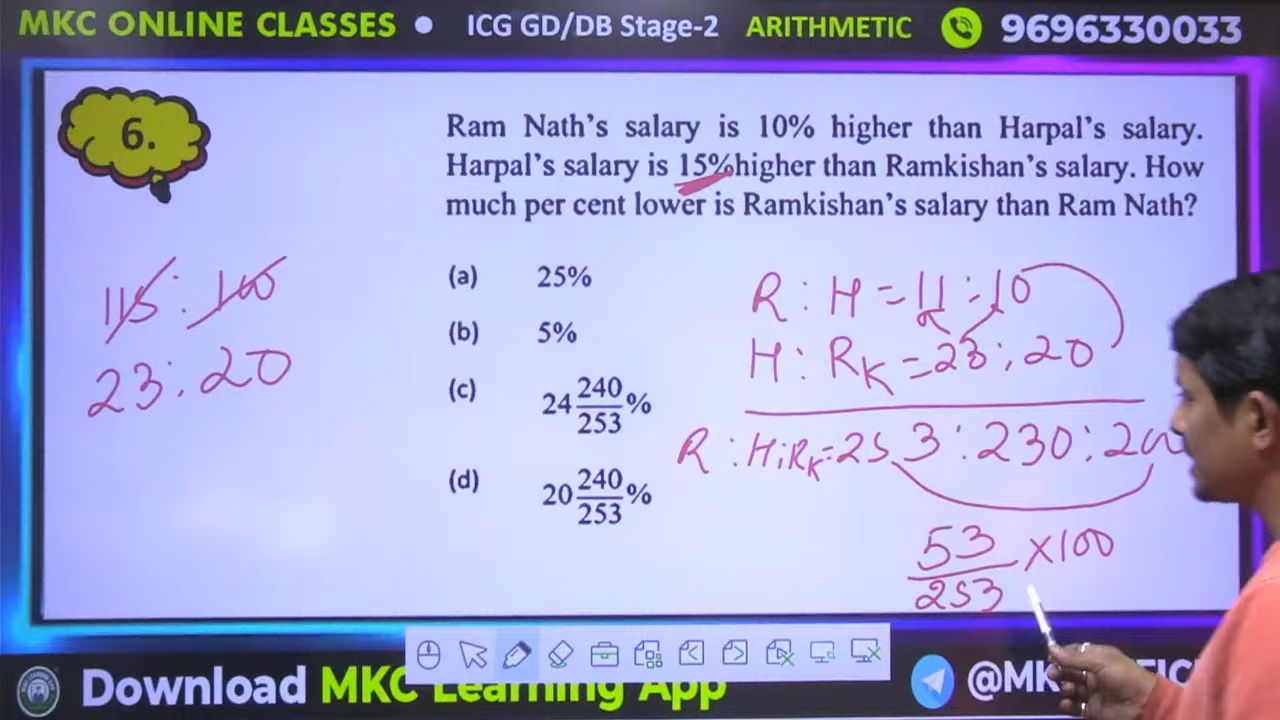 MKC ONLINE CLASSES ● ICG GD/DB Stage-2 ARITHMETIC 9696330033
6.
Ram Nath's salary is 10% higher than Harpal's salary.
Harpal's salary is 15% higher than Ramkishan's salary. How
much per cent lower is Ramkishan's salary than Ram Nath?
(a) 25%
(b) 5%
(c) 24 240/253 %
(d) 20 240/253 %
115 : 100
23 : 20
R : H = 11 : 10
H : RK = 23 : 20
R : H : RK = 253 : 230 : 20
53/253 × 100
Download MKC Learning App @MK